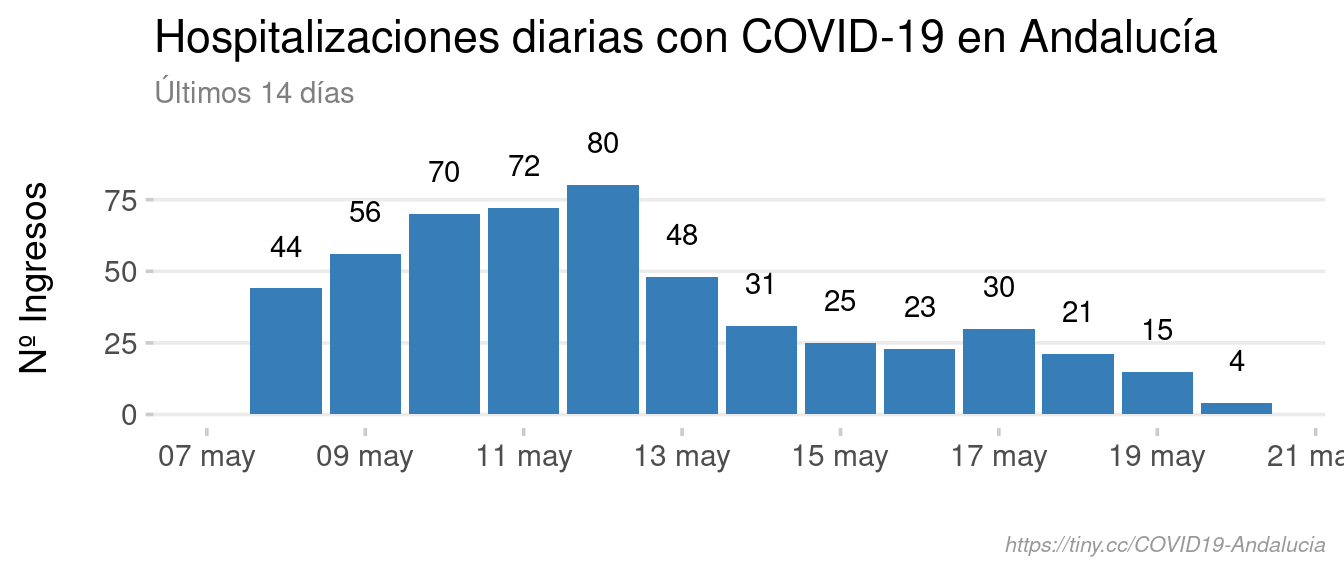 Hospitalizaciones diarias con COVID-19 en Andalucía
Últimos 14 días
Nº Ingresos
75
50
25
0
44
56
70
72
80
48
31
25
23
30
21
15
4
07 may
09 may
11 may
13 may
15 may
17 may
19 may
21 ma
https://tiny.cc/COVID19-Andalucia